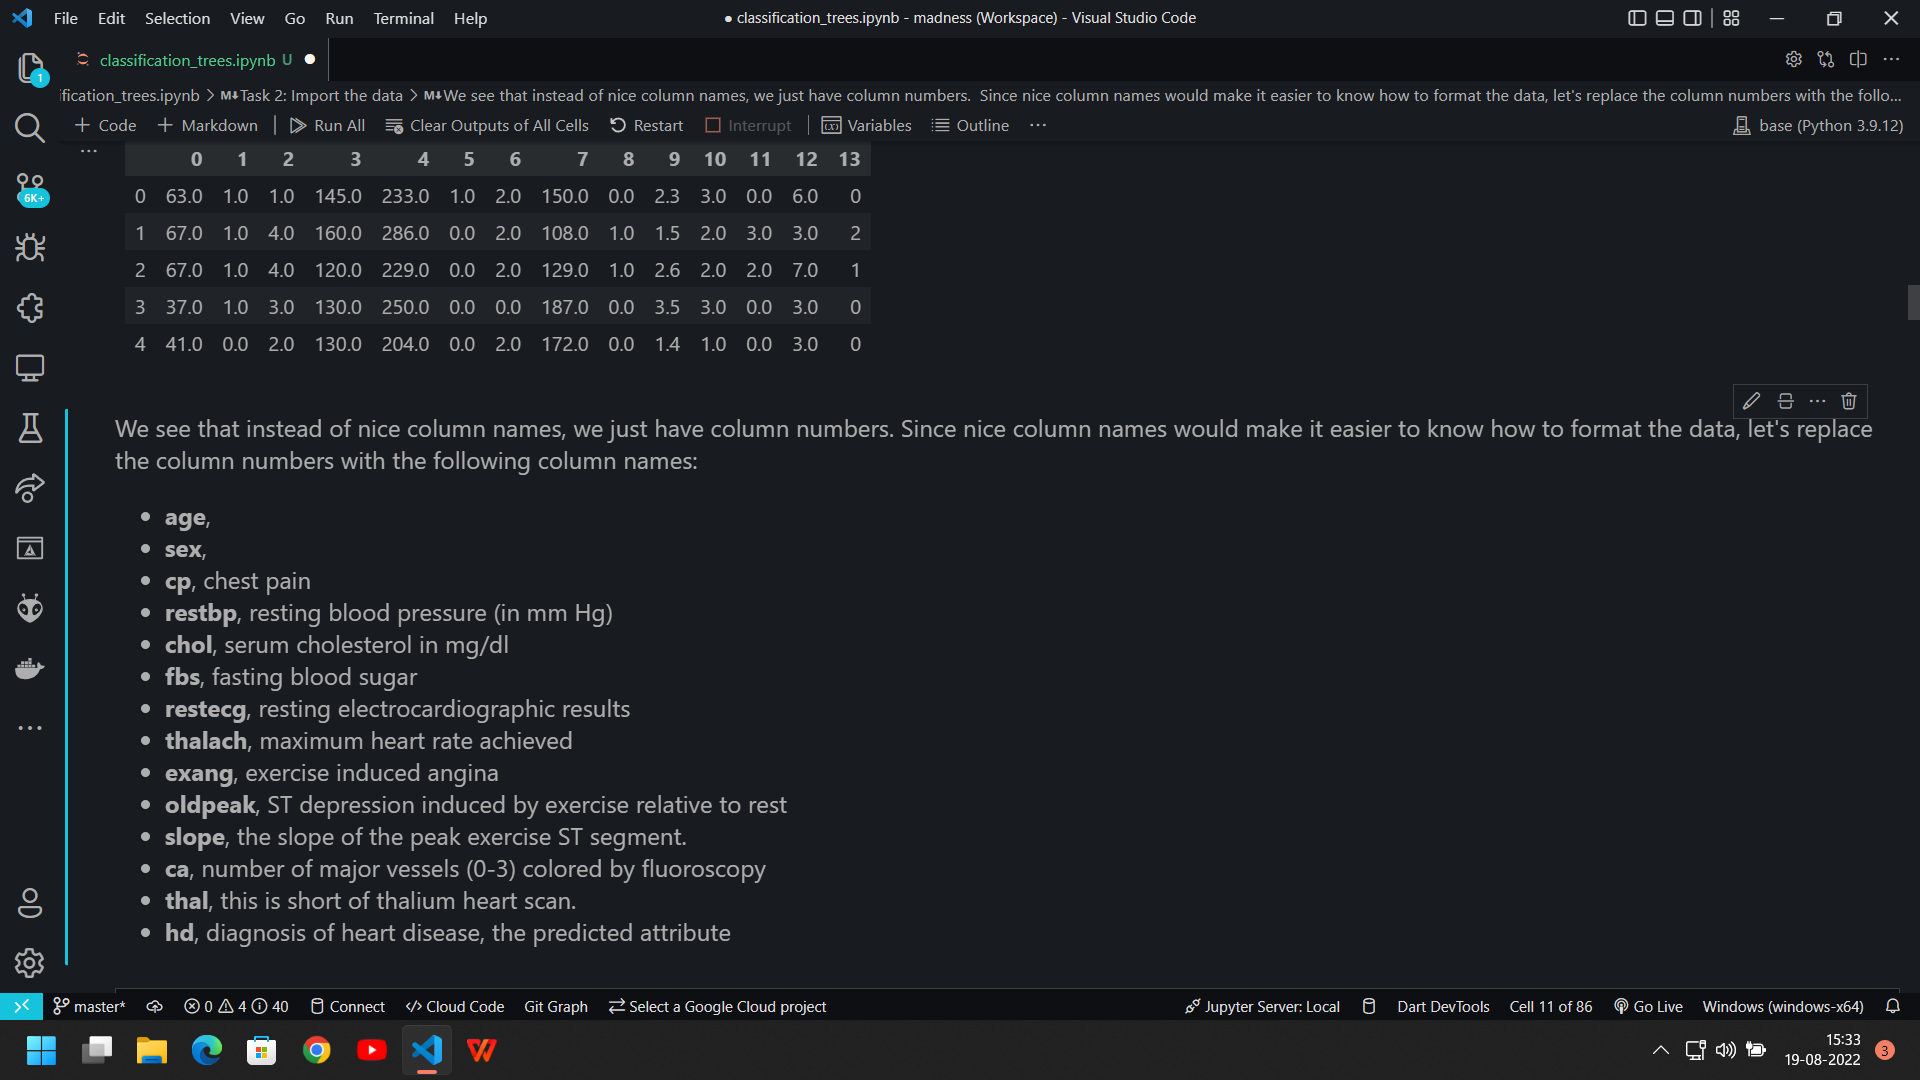 File Edit Selection View Go Run Terminal Help
● classification_trees.ipynb - madness (Workspace) - Visual Studio Code
classification_trees.ipynb U ●
1
ification_trees.ipynb > M↓Task 2: Import the data > M↓We see that instead of nice column names, we just have column numbers. Since nice column names would make it easier to know how to format the data, let's replace the column numbers with the follo...
+ Code + Markdown | Run All Clear Outputs of All Cells Restart Interrupt | Variables Outline ···
base (Python 3.9.12)
6K+
···
0 1 2 3 4 5 6 7 8 9 10 11 12 13
0 63.0 1.0 1.0 145.0 233.0 1.0 2.0 150.0 0.0 2.3 3.0 0.0 6.0 0
1 67.0 1.0 4.0 160.0 286.0 0.0 2.0 108.0 1.0 1.5 2.0 3.0 3.0 2
2 67.0 1.0 4.0 120.0 229.0 0.0 2.0 129.0 1.0 2.6 2.0 2.0 7.0 1
3 37.0 1.0 3.0 130.0 250.0 0.0 0.0 187.0 0.0 3.5 3.0 0.0 3.0 0
4 41.0 0.0 2.0 130.0 204.0 0.0 2.0 172.0 0.0 1.4 1.0 0.0 3.0 0
We see that instead of nice column names, we just have column numbers. Since nice column names would make it easier to know how to format the data, let's replace
the column numbers with the following column names:
• age,
• sex,
• cp, chest pain
• restbp, resting blood pressure (in mm Hg)
• chol, serum cholesterol in mg/dl
• fbs, fasting blood sugar
• restecg, resting electrocardiographic results
• thalach, maximum heart rate achieved
• exang, exercise induced angina
• oldpeak, ST depression induced by exercise relative to rest
• slope, the slope of the peak exercise ST segment.
• ca, number of major vessels (0-3) colored by fluoroscopy
• thal, this is short of thalium heart scan.
• hd, diagnosis of heart disease, the predicted attribute
master* 0 4 40 Connect Cloud Code Git Graph Select a Google Cloud project
Jupyter Server: Local Dart DevTools Cell 11 of 86 Go Live Windows (windows-x64)
15:33
19-08-2022
3